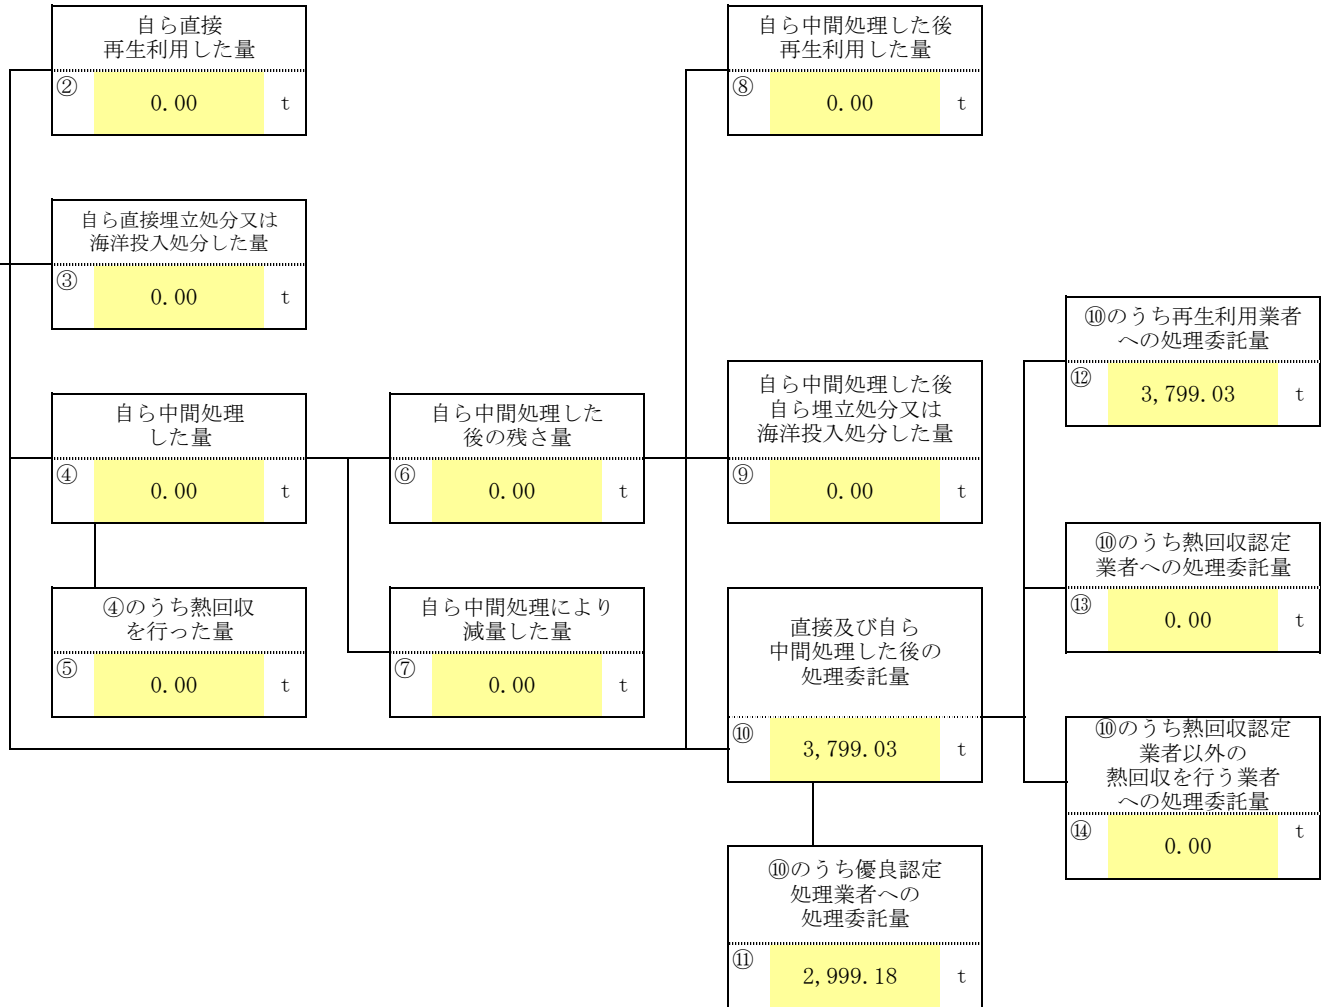 自ら直接
再生利用した量
②
0.00
t
自ら中間処理した後
再生利用した量
⑧
0.00
t
自ら直接埋立処分又は
海洋投入処分した量
③
0.00
t
⑩のうち再生利用業者
への処理委託量
⑫
3,799.03
t
自ら中間処理
した量
④
0.00
t
自ら中間処理した
後の残さ量
⑥
0.00
t
自ら中間処理した後
自ら埋立処分又は
海洋投入処分した量
⑨
0.00
t
⑩のうち熱回収認定
業者への処理委託量
⑬
0.00
t
④のうち熱回収
を行った量
⑤
0.00
t
自ら中間処理により
減量した量
⑦
0.00
t
直接及び自ら
中間処理した後の
処理委託量
⑩
3,799.03
t
⑩のうち熱回収認定
業者以外の
熱回収を行う業者
への処理委託量
⑭
0.00
t
⑩のうち優良認定
処理業者への
処理委託量
⑪
2,999.18
t